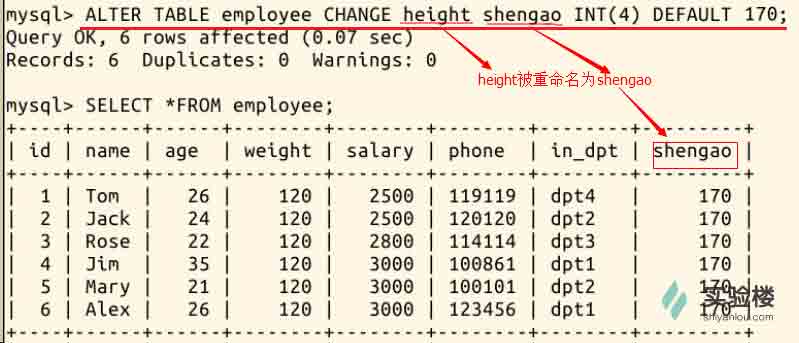 mysql> ALTER TABLE employee CHANGE height shengao INT(4) DEFAULT 170;
Query OK, 6 rows affected (0.07 sec)
Records: 6  Duplicates: 0  Warnings: 0
height被重命名为shengao
mysql> SELECT *FROM employee;
+----+------+------+--------+--------+--------+--------+---------+
| id | name | age  | weight | salary | phone  | in_dpt | shengao |
+----+------+------+--------+--------+--------+--------+---------+
|  1 | Tom  |   26 |    120 |   2500 | 119119 | dpt4   |     170 |
|  2 | Jack |   24 |    120 |   2500 | 120120 | dpt2   |     170 |
|  3 | Rose |   22 |    120 |   2800 | 114114 | dpt3   |     170 |
|  4 | Jim  |   35 |    120 |   3000 | 100861 | dpt1   |     170 |
|  5 | Mary |   21 |    120 |   3000 | 100101 | dpt2   |     170 |
|  6 | Alex |   26 |    120 |   3000 | 123456 | dpt1   |     170 |
+----+------+------+--------+--------+--------+--------+---------+
实验楼
shiyanlou.com